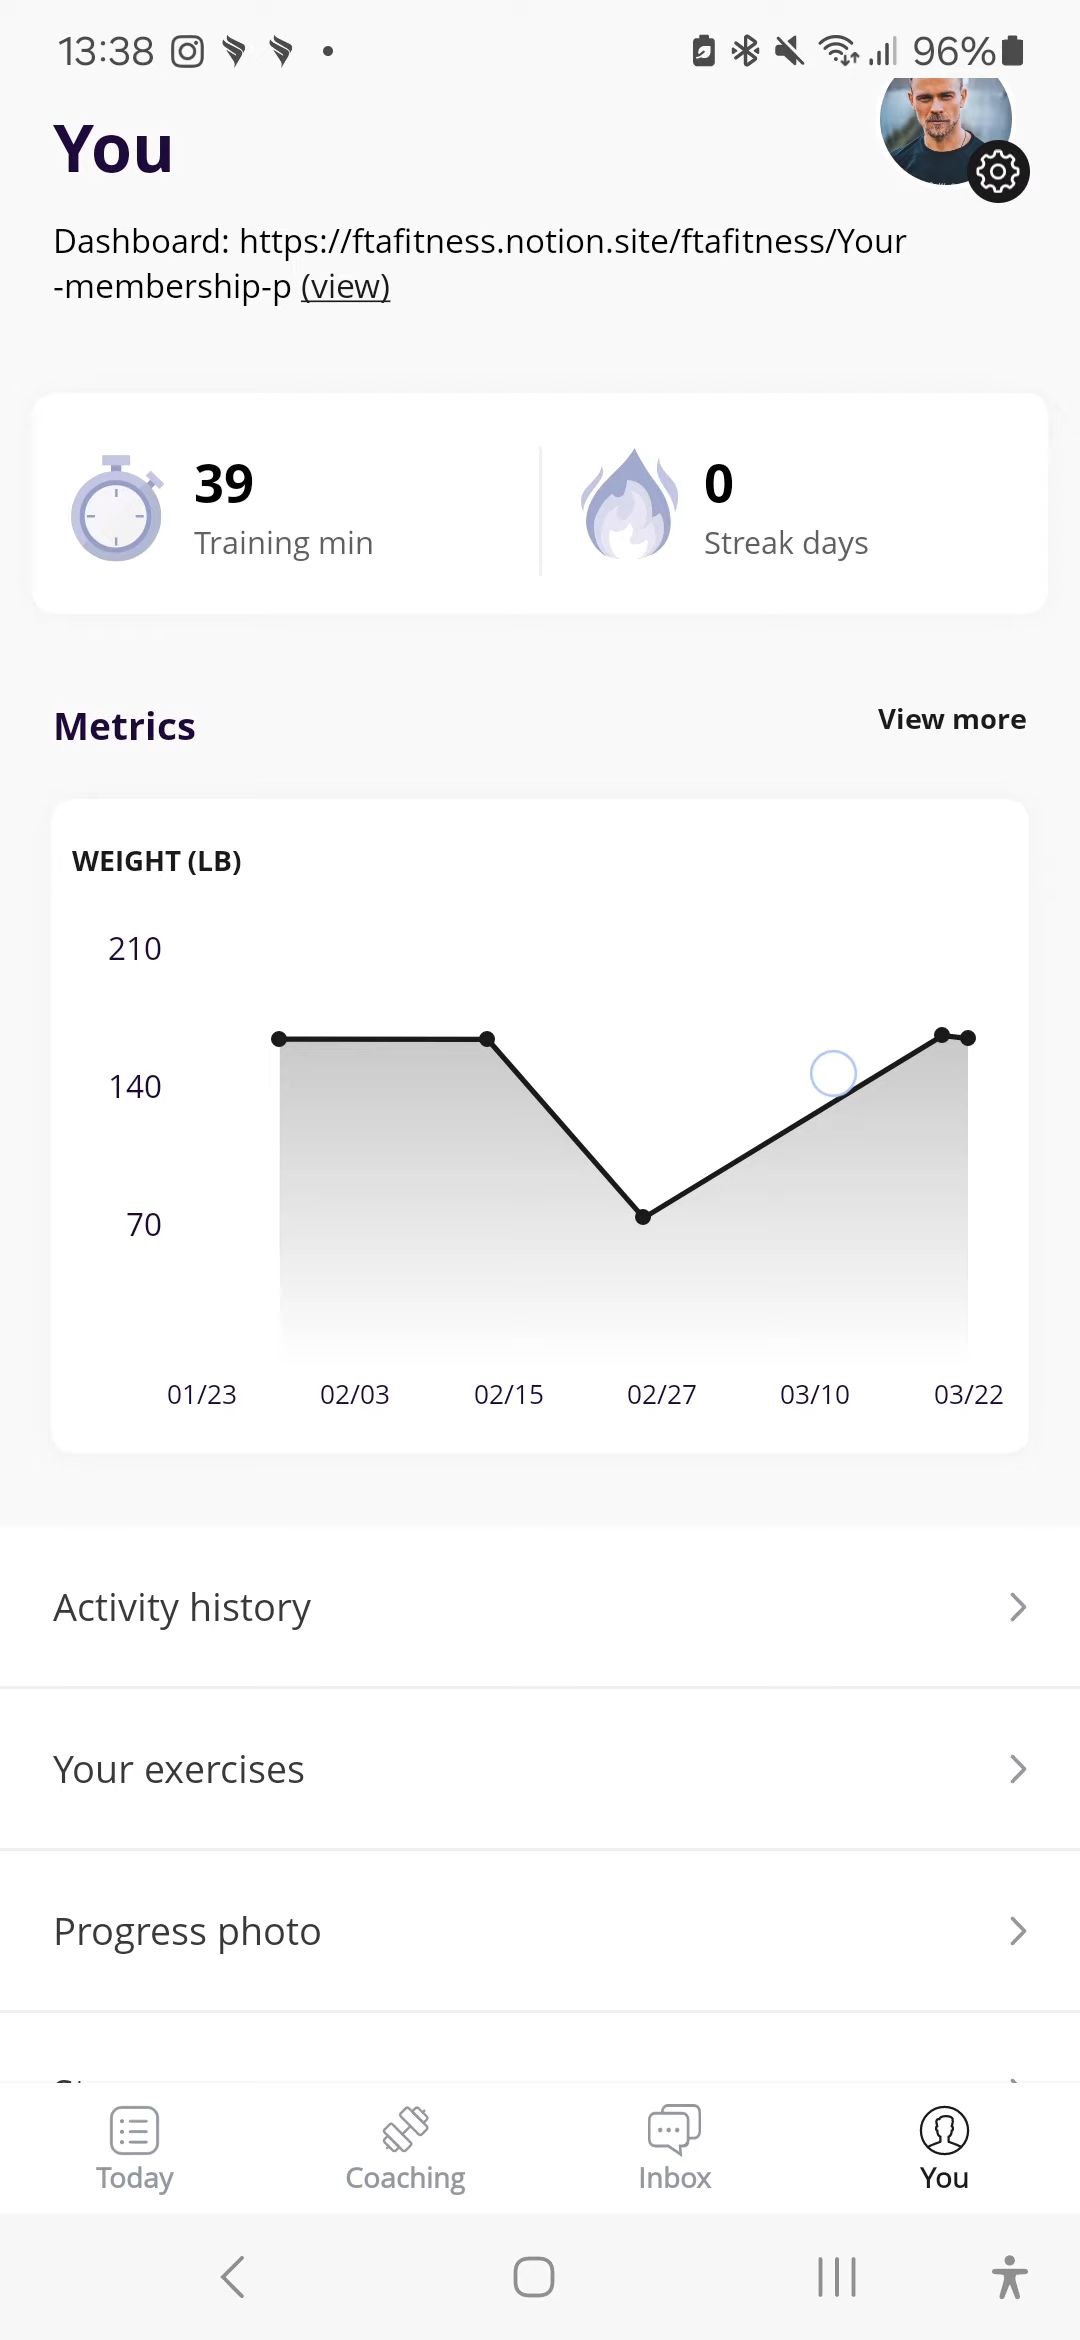 13:38
96%
You
Dashboard: https://ftafitness.notion.site/ftafitness/Your
-membership-p (view)
39
Training min
0
Streak days
Metrics
View more
WEIGHT (LB)
210
140
70
01/23 02/03 02/15 02/27 03/10 03/22
Activity history
Your exercises
Progress photo
Today
Coaching
Inbox
You